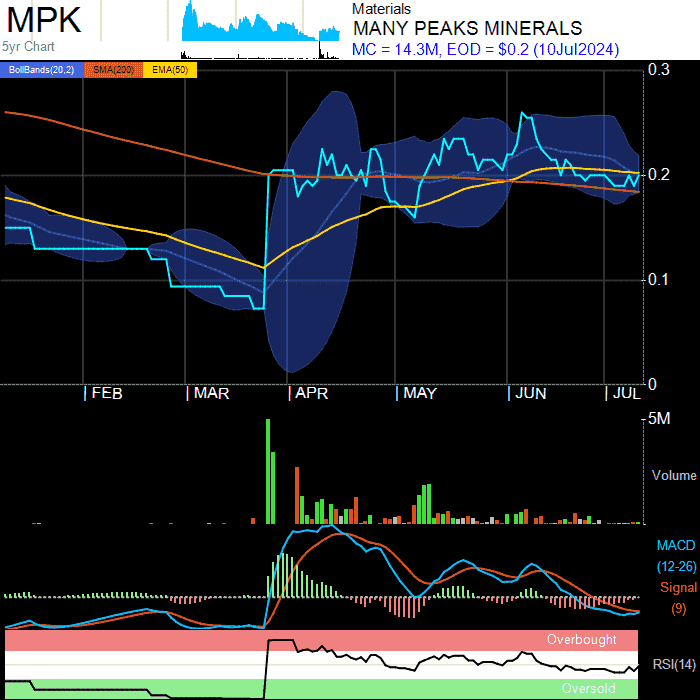 MPK
5yr Chart
Materials
MANY PEAKS MINERALS
MC = 14.3M, EOD = $0.2 (10Jul2024)
BollBands(20,2) SMA(200) EMA(50)
0.3
0.2
0.1
0
FEB MAR APR MAY JUN JUL
5M
Volume
MACD
(12-26)
Signal
(9)
Overbought
RSI(14)
Oversold